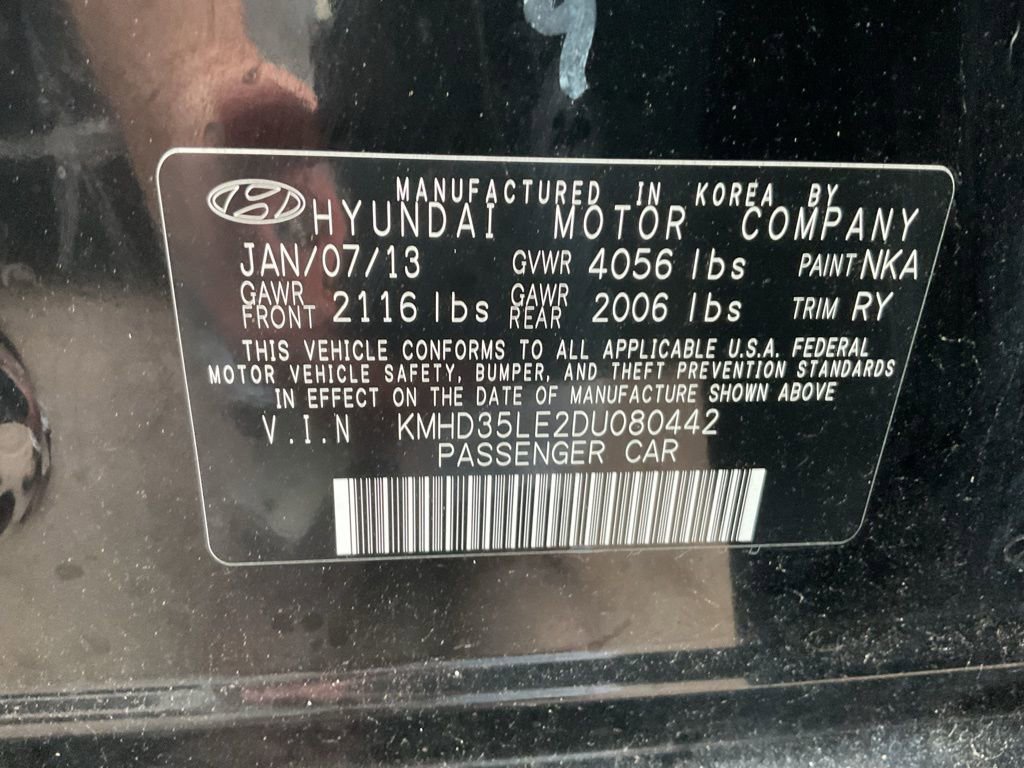 9
MANUFACTURED IN KOREA BY
HYUNDAI MOTOR COMPANY
JAN/07/13 GVWR 4056 lbs PAINT NKA
GAWR FRONT 2116 lbs GAWR REAR 2006 lbs TRIM RY
THIS VEHICLE CONFORMS TO ALL APPLICABLE U.S.A. FEDERAL
MOTOR VEHICLE SAFETY, BUMPER, AND THEFT PREVENTION STANDARDS
IN EFFECT ON THE DATE OF MANUFACTURE SHOWN ABOVE
V.I.N KMHD35LE2DU080442
PASSENGER CAR